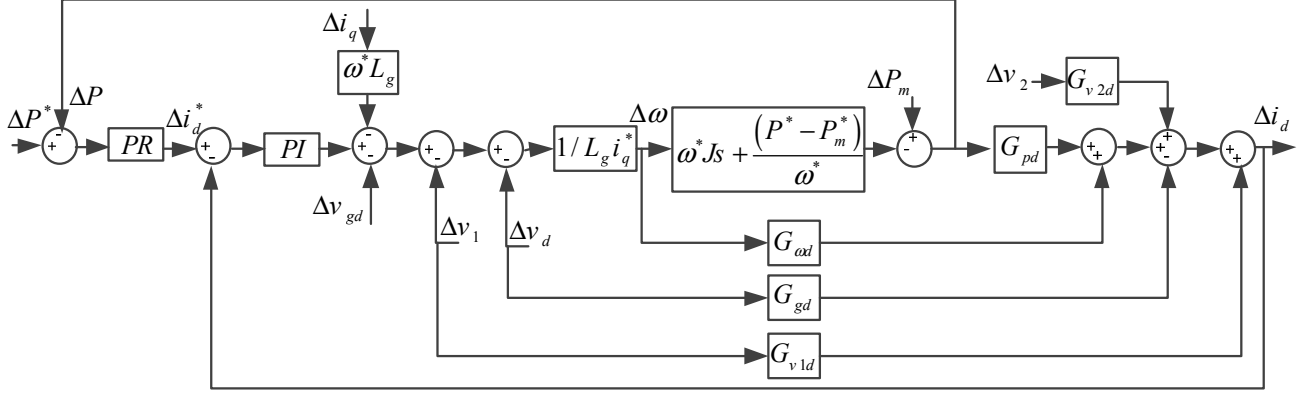 Δi_q
ω*L_g
ΔP
ΔP*
-
+
PR
Δi_d*
+
-
PI
-
+
-
Δv_gd
+
-
Δv_1
+
-
Δv_d
1/L_g i_q*
Δω
ω*Js + (P* - P_m*)/ω*
ΔP_m
+
-
G_pd
Δv_2
G_v2d
+
+
+
+
-
+
+
Δi_d
G_ωd
G_gd
G_v1d